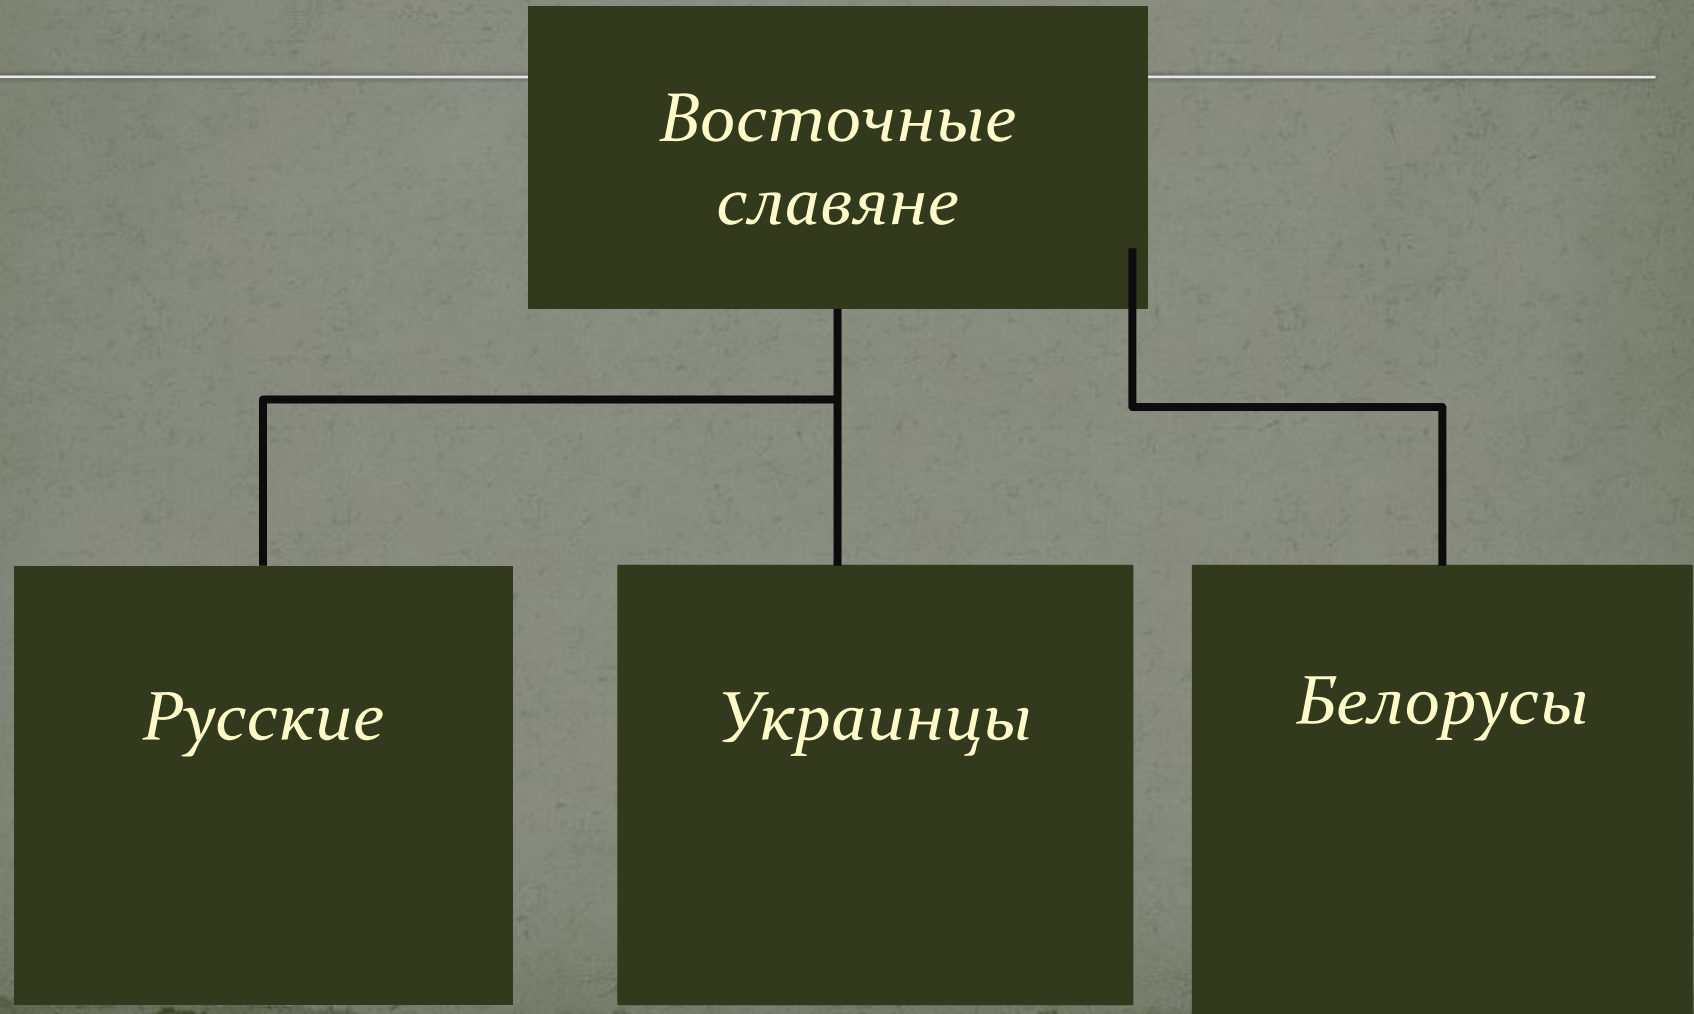 Восточные
славяне
Русские
Украинцы
Белорусы